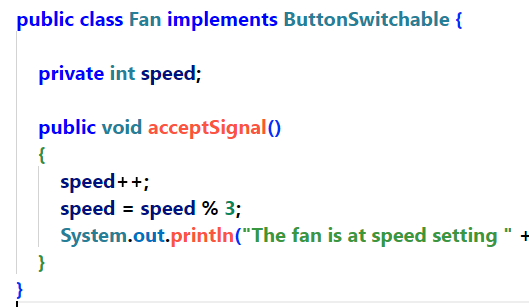 public class Fan implements ButtonSwitchable {
private int speed;
public void acceptSignal()
{
speed++;
speed = speed % 3;
System.out.println("The fan is at speed setting " +
}
}